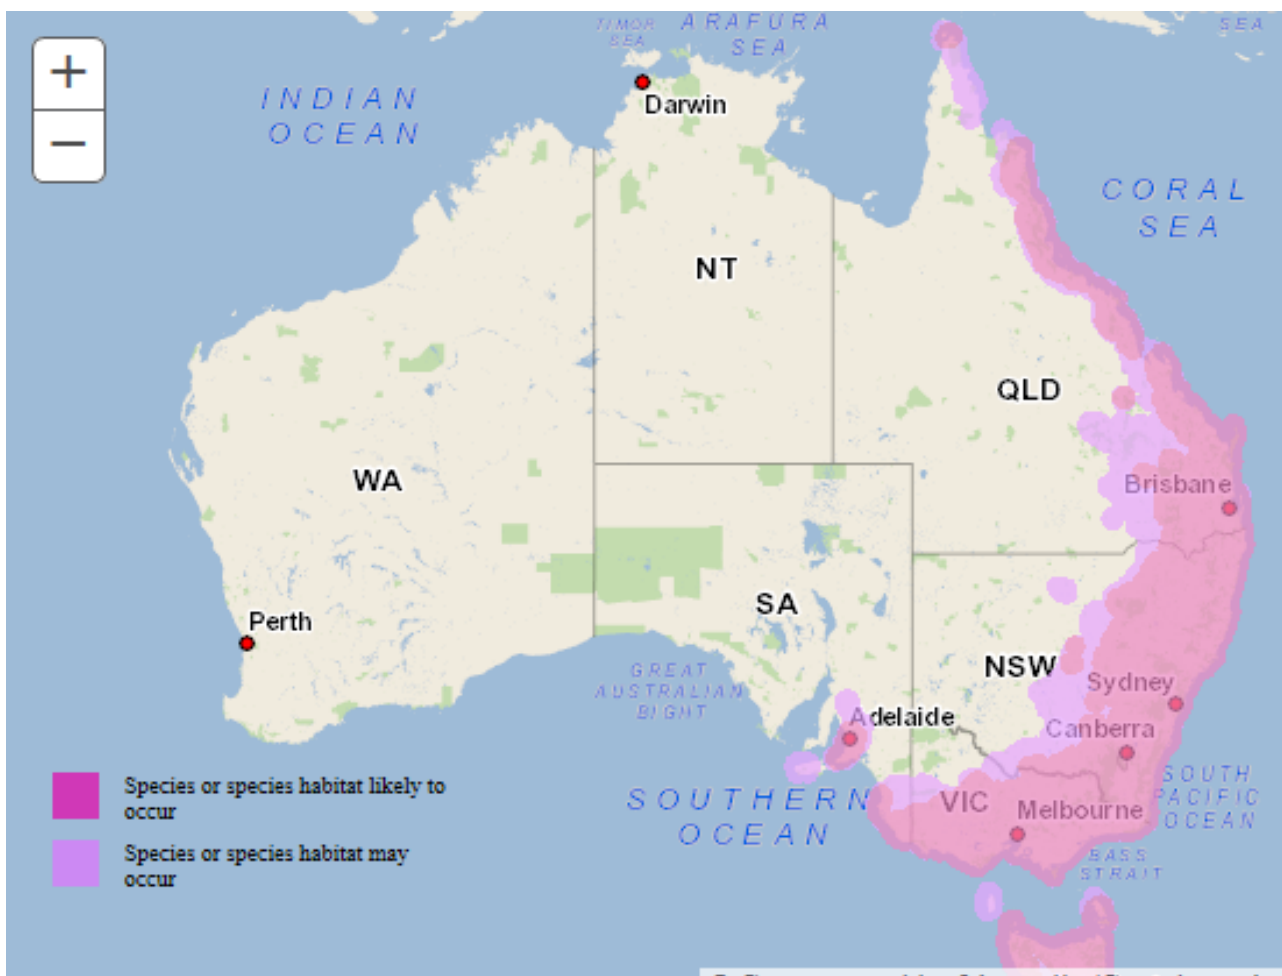 +
−
TIMOR
SEA
ARAFURA
SEA
SEA
Darwin
INDIAN
OCEAN
CORAL
SEA
NT
QLD
WA
Brisbane
SA
Perth
GREAT
AUSTRALIAN
BIGHT
NSW
Sydney
Adelaide
Canberra
Species or species habitat likely to
occur
SOUTHERN
OCEAN
VIC
Melbourne
SOUTH
PACIFIC
OCEAN
Species or species habitat may
occur
BASS
STRAIT